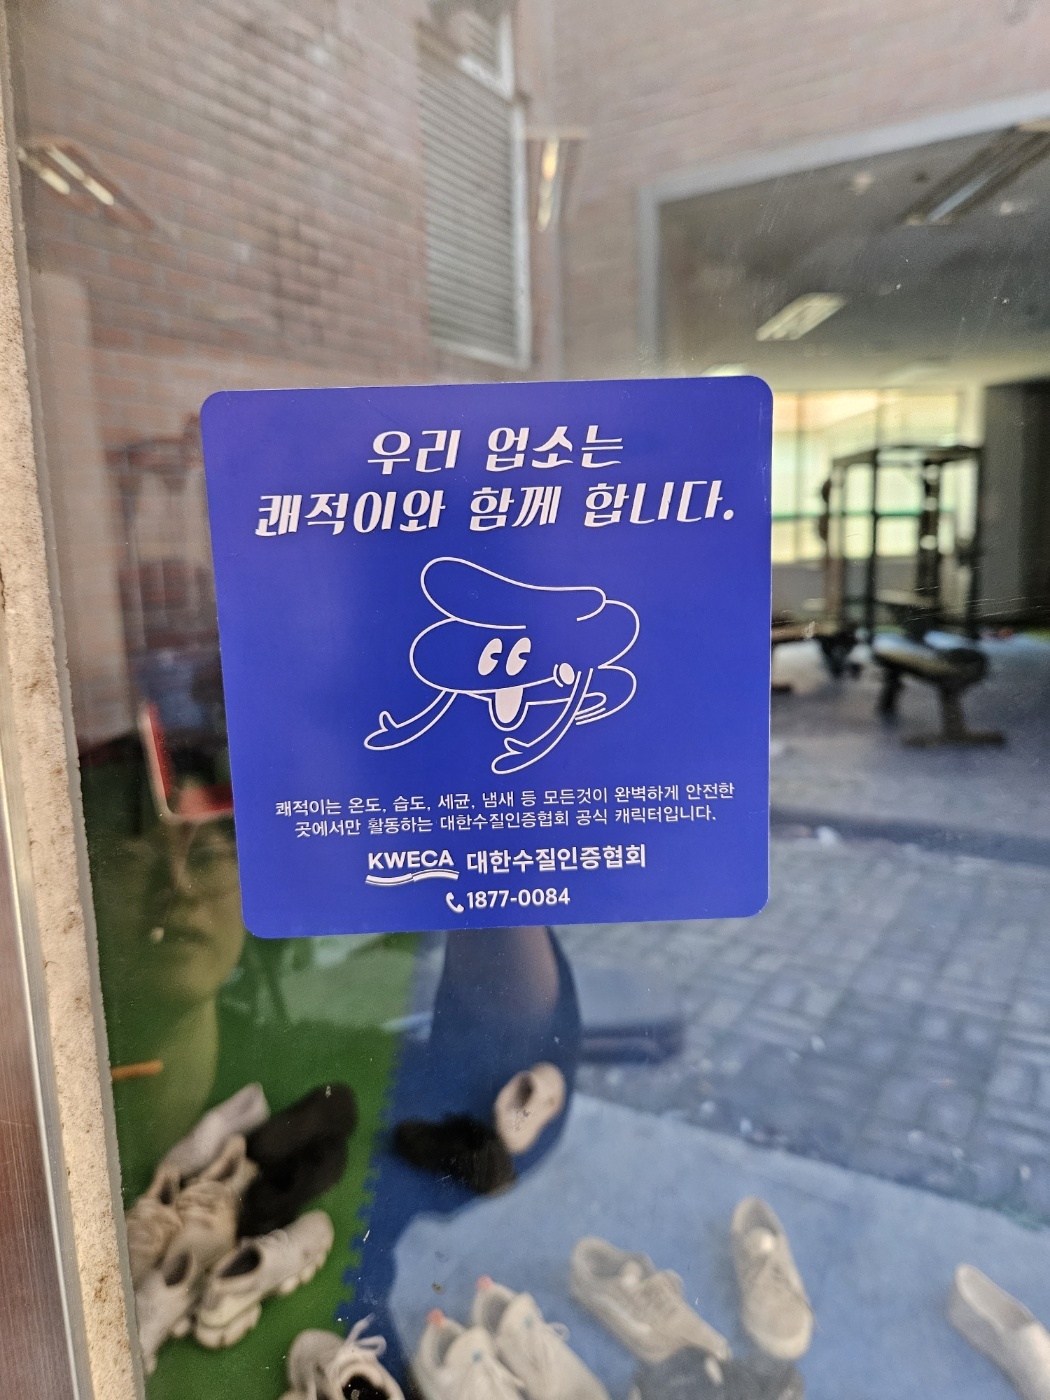 우리 업소는
쾌적이와 함께 합니다.
쾌적이는 온도, 습도, 세균, 냄새 등 모든것이 완벽하게 안전한
곳에서만 활동하는 대한수질인증협회 공식 캐릭터입니다.
KWECA 대한수질인증협회
1877-0084